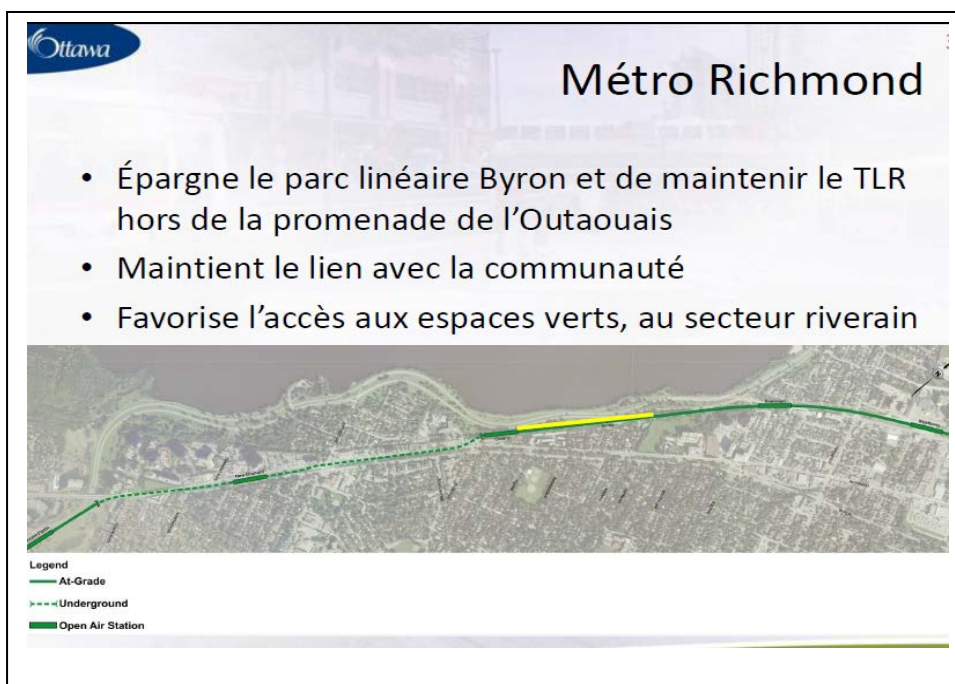 Ottawa
Métro Richmond
• Épargne le parc linéaire Byron et de maintenir le TLR
hors de la promenade de l’Outaouais
• Maintient le lien avec la communauté
• Favorise l’accès aux espaces verts, au secteur riverain
Legend
At-Grade
Underground
Open Air Station